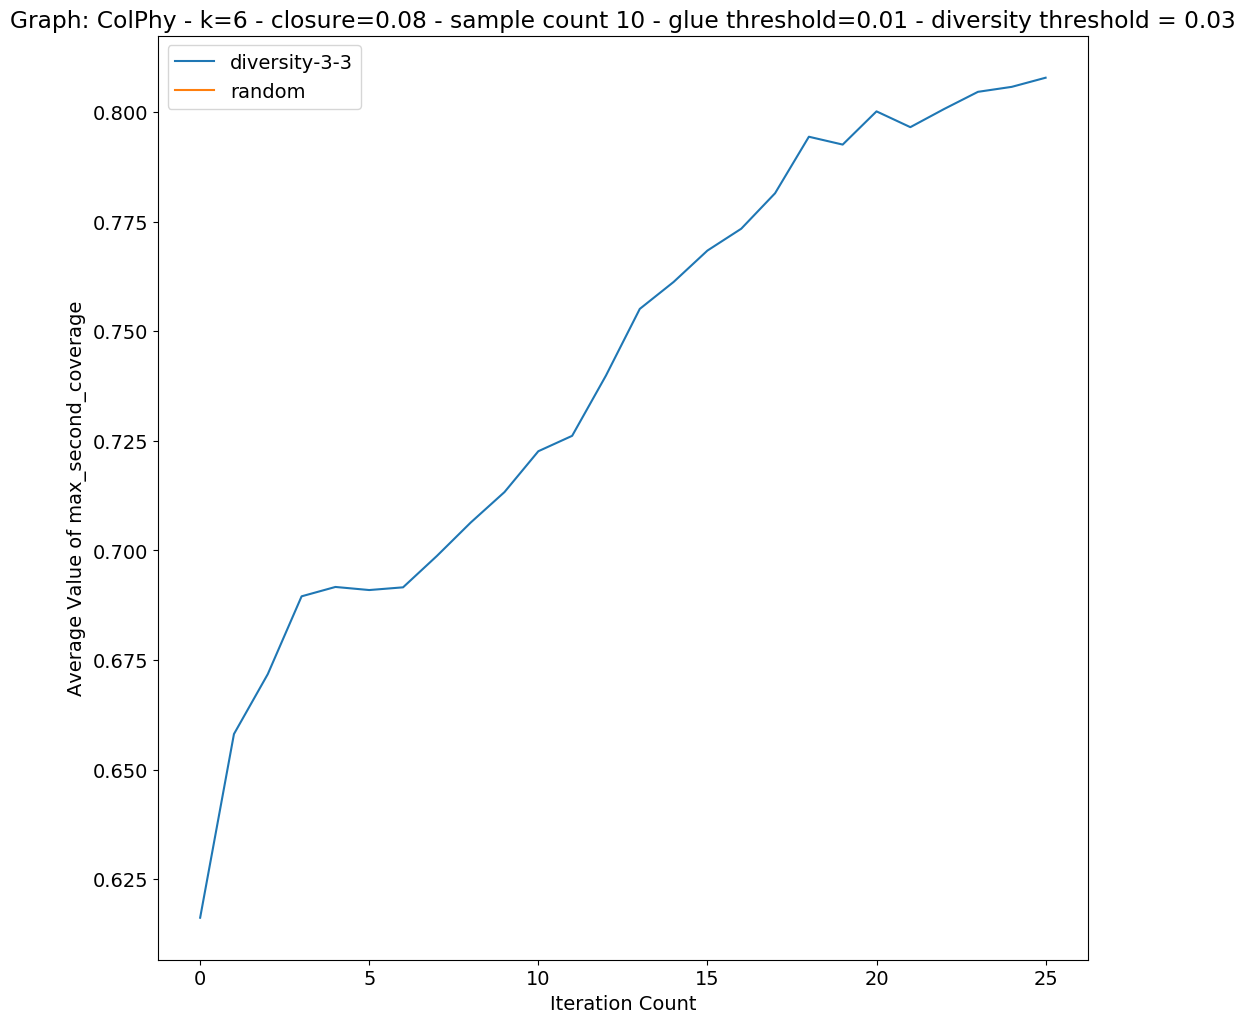 Graph: ColPhy - k=6 - closure=0.08 - sample count 10 - glue threshold=0.01 - diversity threshold = 0.03
diversity-3-3
random
0.800
0.775
0.750
0.725
0.700
0.675
0.650
0.625
Average Value of max_second_coverage
0 5 10 15 20 25
Iteration Count